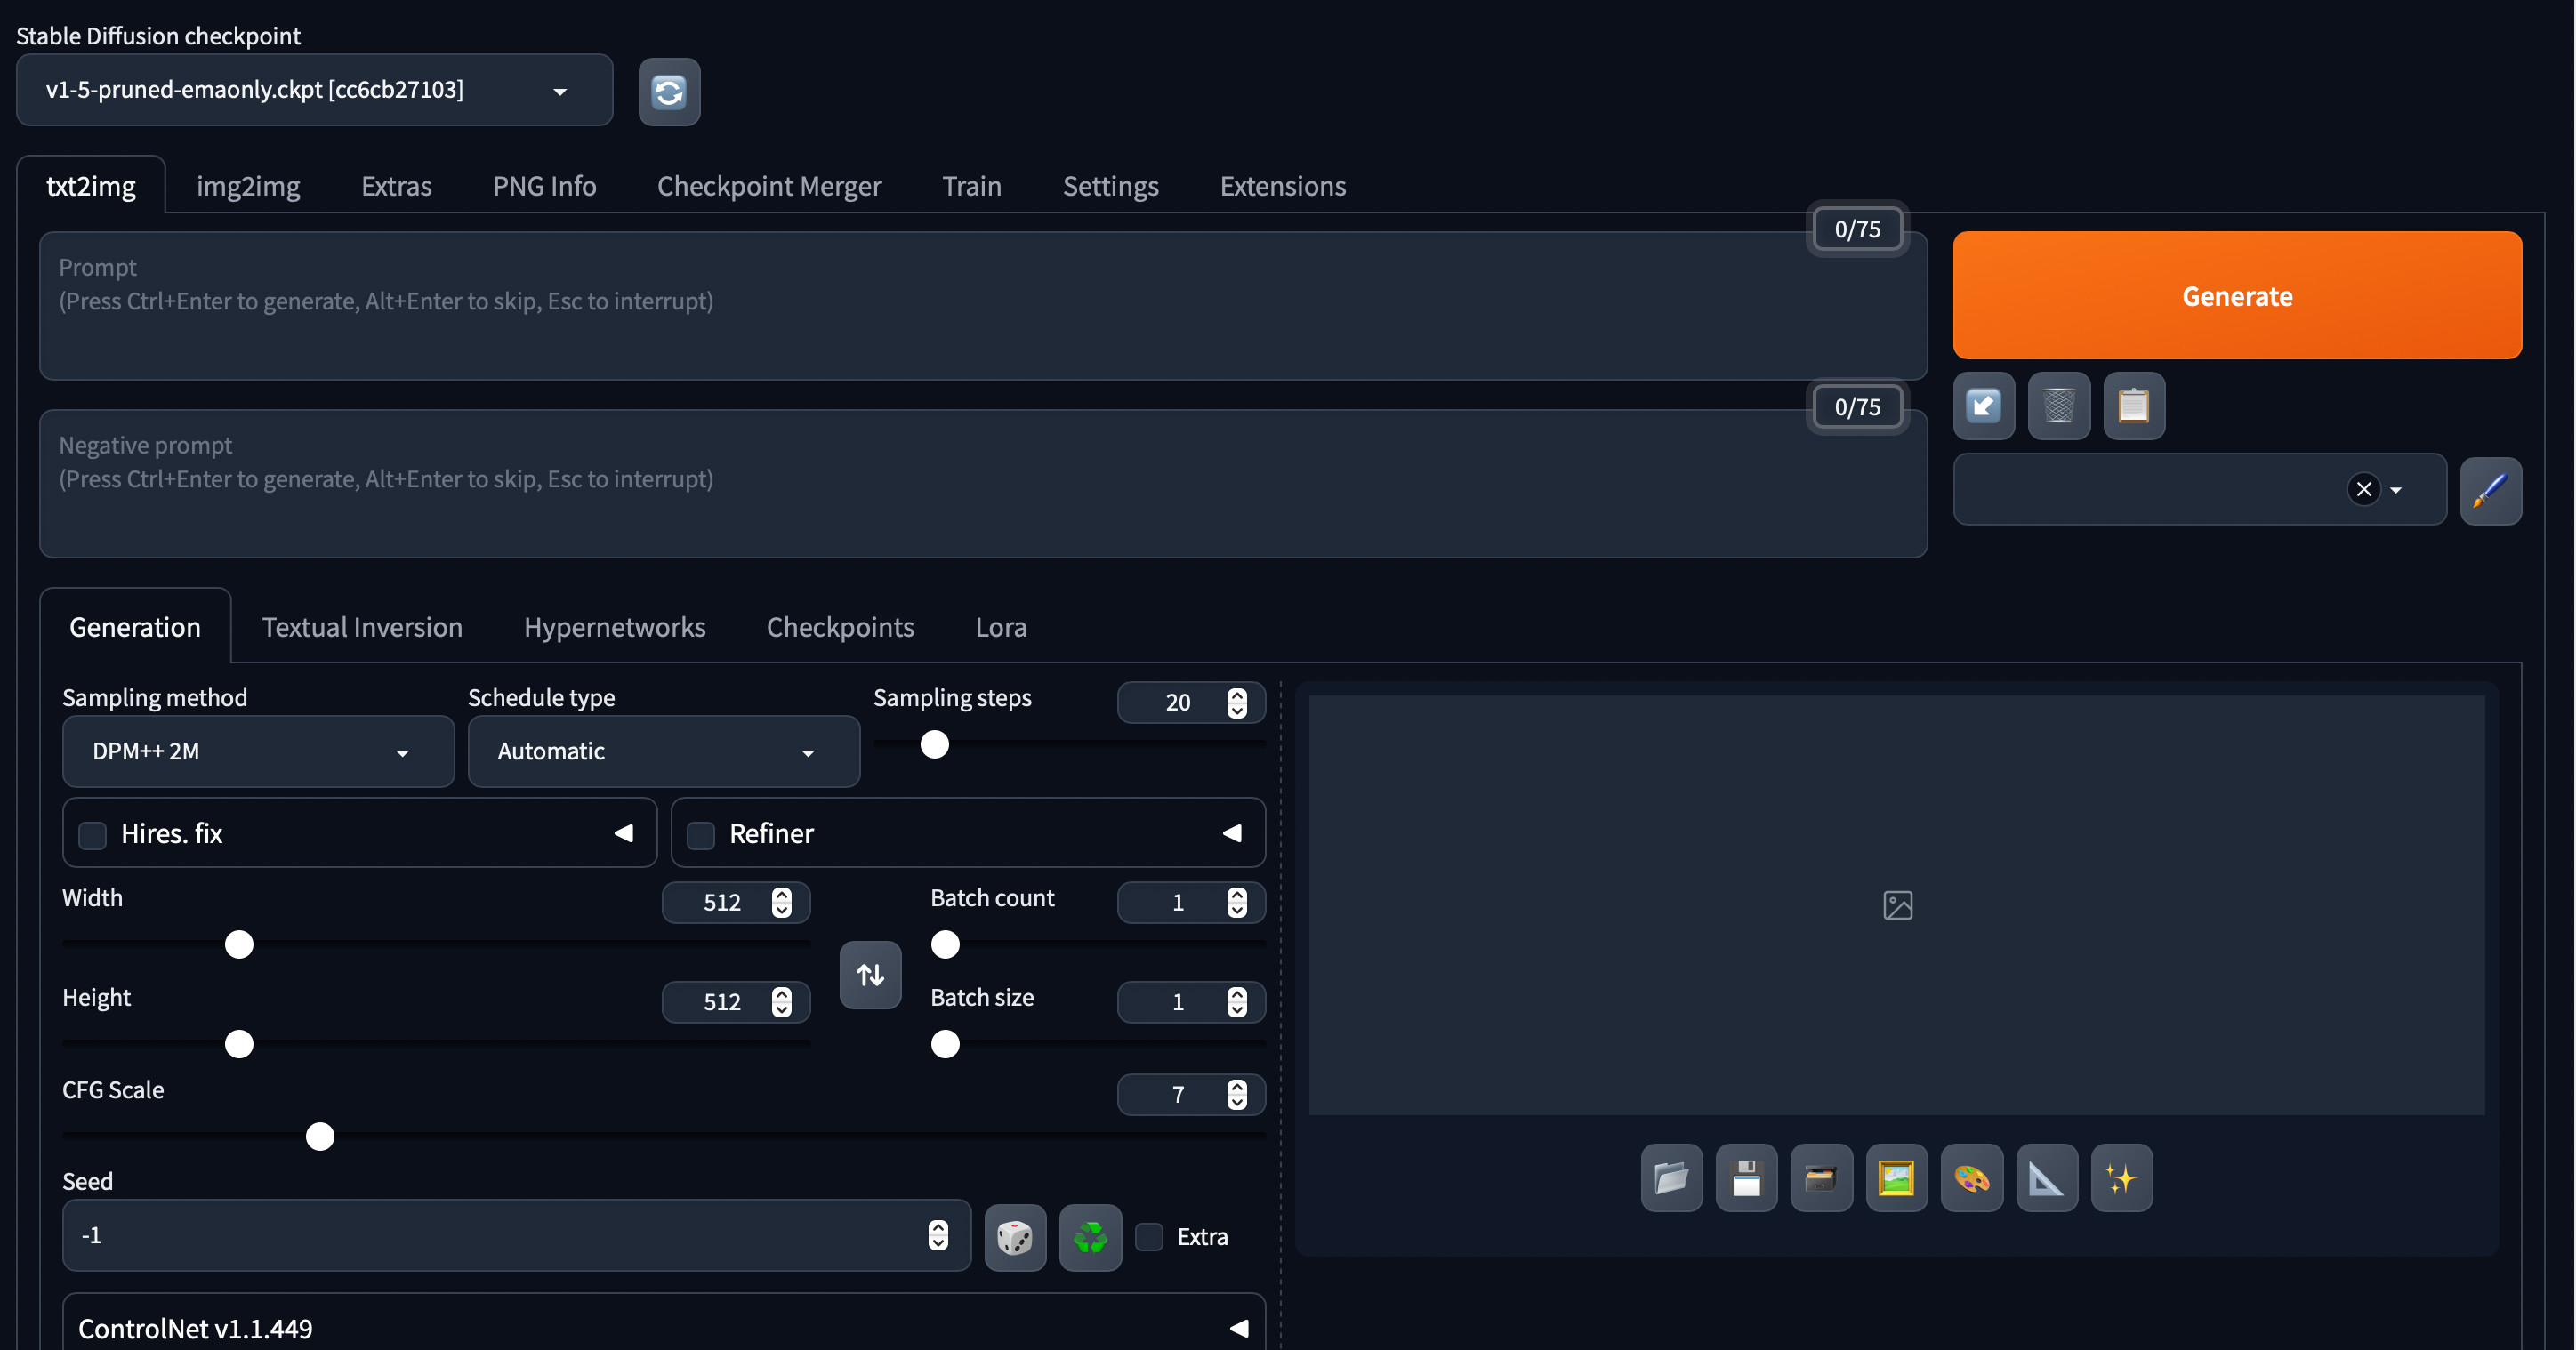 Stable Diffusion checkpoint
v1-5-pruned-emaonly.ckpt [cc6cb27103]
txt2img img2img Extras PNG Info Checkpoint Merger Train Settings Extensions
0/75
Prompt
(Press Ctrl+Enter to generate, Alt+Enter to skip, Esc to interrupt)
Generate
0/75
Negative prompt
(Press Ctrl+Enter to generate, Alt+Enter to skip, Esc to interrupt)
Generation Textual Inversion Hypernetworks Checkpoints Lora
Sampling method Schedule type Sampling steps 20
DPM++ 2M Automatic
Hires. fix Refiner
Width 512 Batch count 1
Height 512 Batch size 1
CFG Scale 7
Seed
-1 Extra
ControlNet v1.1.449